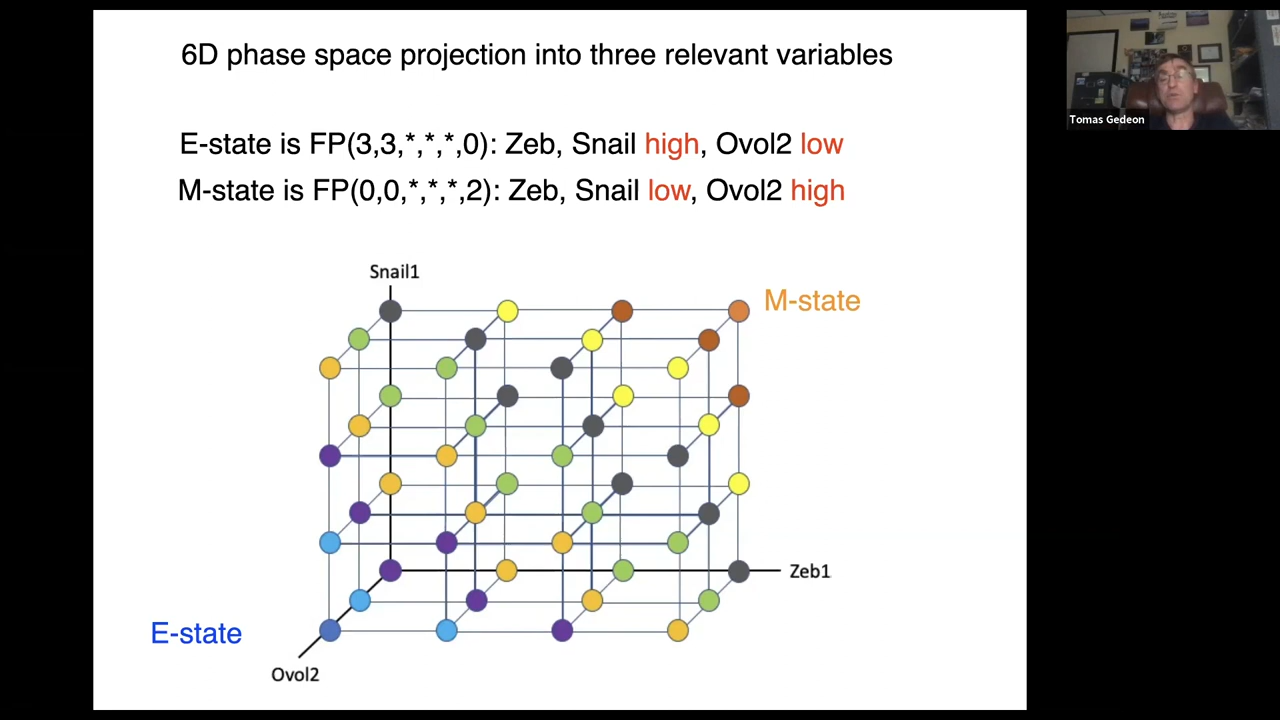 6D phase space projection into three relevant variables
E-state is FP(3,3,*,*,*,0): Zeb, Snail high, Ovol2 low
M-state is FP(0,0,*,*,*,2): Zeb, Snail low, Ovol2 high
Snail1
M-state
Zeb1
E-state
Ovol2
Tomas Gedeon